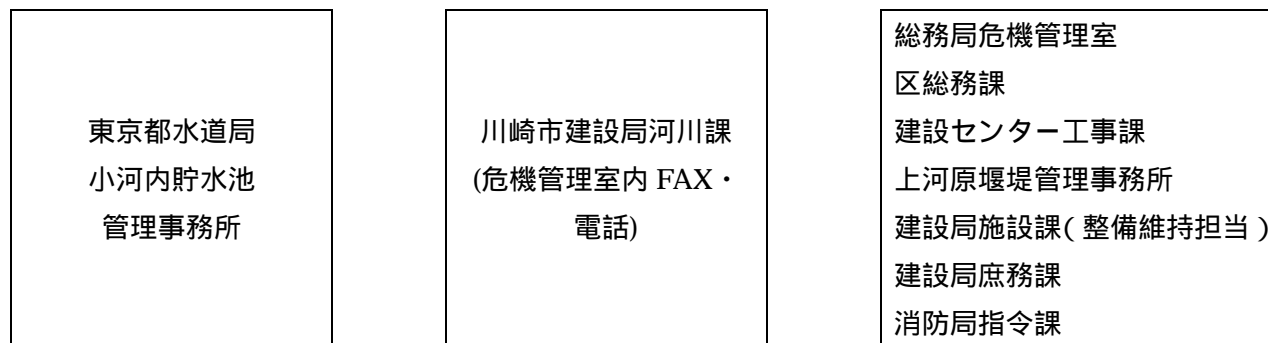 東京都水道局
小河内貯水池
管理事務所
川崎市建設局河川課
(危機管理室内 FAX・
電話)
総務局危機管理室
区総務課
建設センター工事課
上河原堰堤管理事務所
建設局施設課( 整備維持担当 )
建設局庶務課
消防局指令課